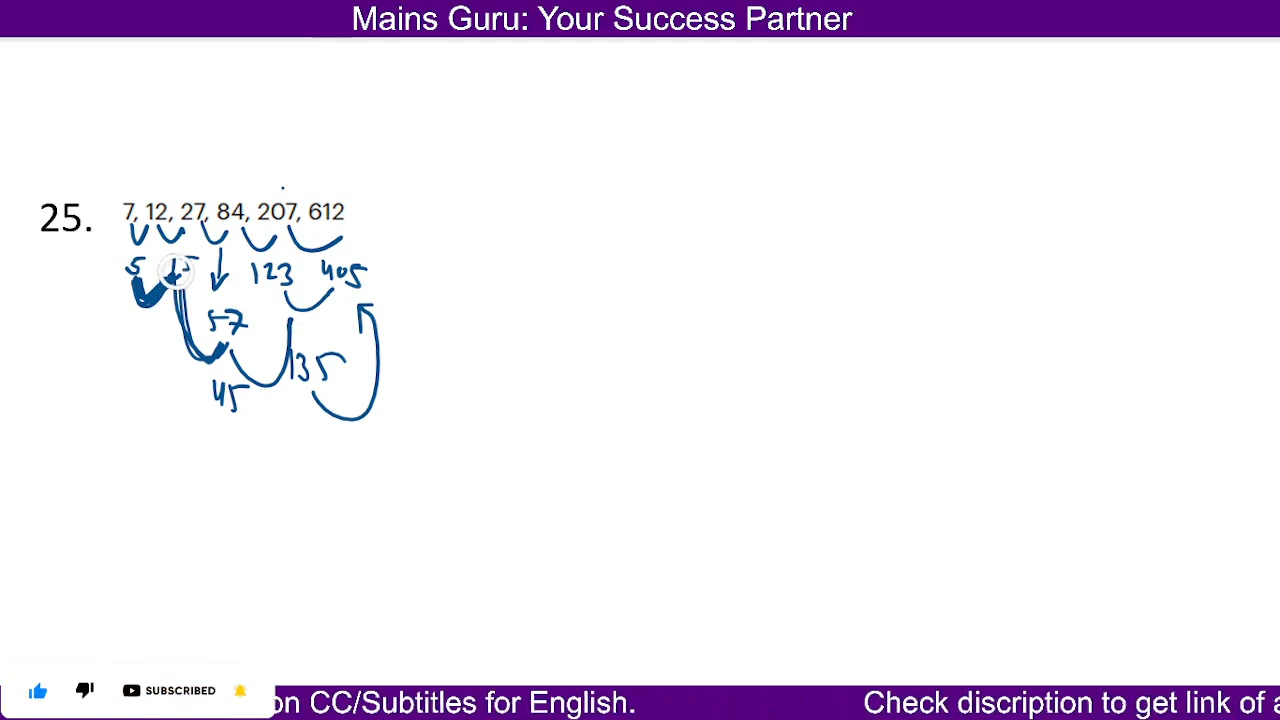 Mains Guru: Your Success Partner
25. 7, 12, 27, 84, 207, 612
5 15 123 405
57
135
45
SUBSCRIBED
on CC/Subtitles for English. Check discription to get link of a